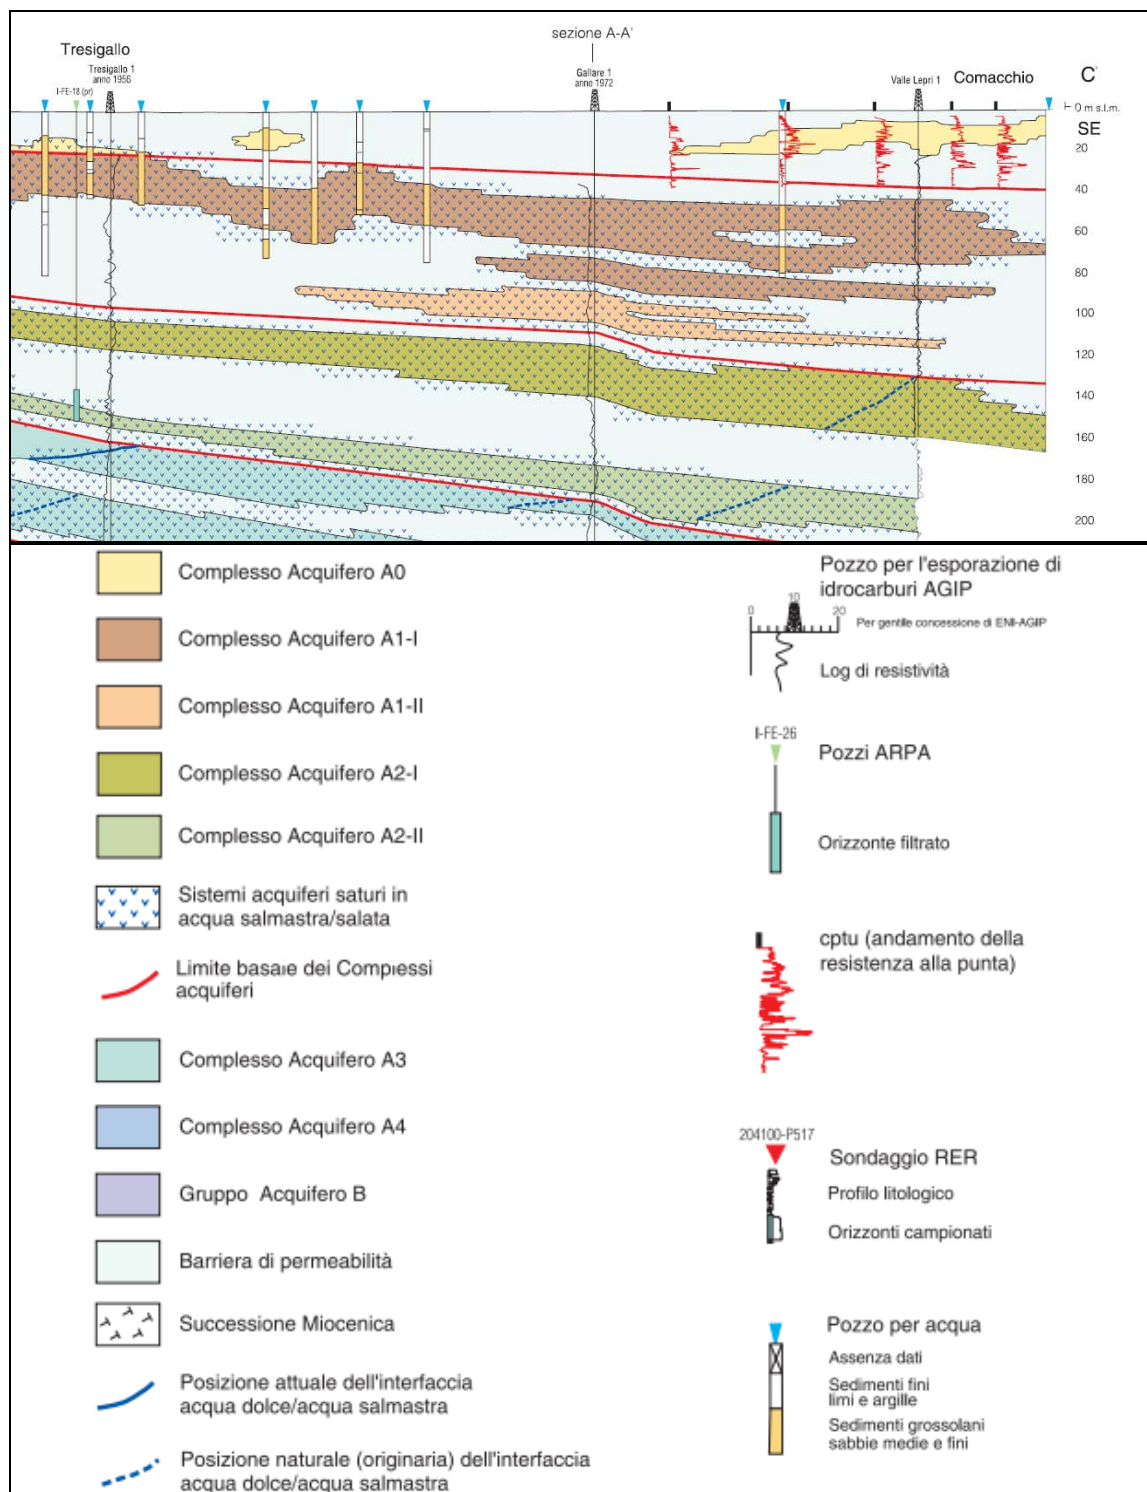 sezione A-A'
Tresigallo
Tresigallo 1
anno 1956
I-FE-18 (pr)
Gallare 1
anno 1972
Valle Lepri 1
Comacchio
C'
0 m s.l.m.
SE
20
40
60
80
100
120
140
160
180
200
Complesso Acquifero A0
Complesso Acquifero A1-I
Complesso Acquifero A1-II
Complesso Acquifero A2-I
Complesso Acquifero A2-II
Sistemi acquiferi saturi in
acqua salmastra/salata
Limite basale dei Complessi
acquiferi
Complesso Acquifero A3
Complesso Acquifero A4
Gruppo Acquifero B
Barriera di permeabilità
Successione Miocenica
Posizione attuale dell'interfaccia
acqua dolce/acqua salmastra
Posizione naturale (originaria) dell'interfaccia
acqua dolce/acqua salmastra
Pozzo per l'esporazione di
idrocarburi AGIP
0 10 20
Per gentile concessione di ENI-AGIP
Log di resistività
II-FE-26
Pozzi ARPA
Orizzonte filtrato
cptu (andamento della
resistenza alla punta)
204100-P517
Sondaggio RER
Profilo litologico
Orizzonti campionati
Pozzo per acqua
Assenza dati
Sedimenti fini
limi e argille
Sedimenti grossolani
sabbie medie e fini